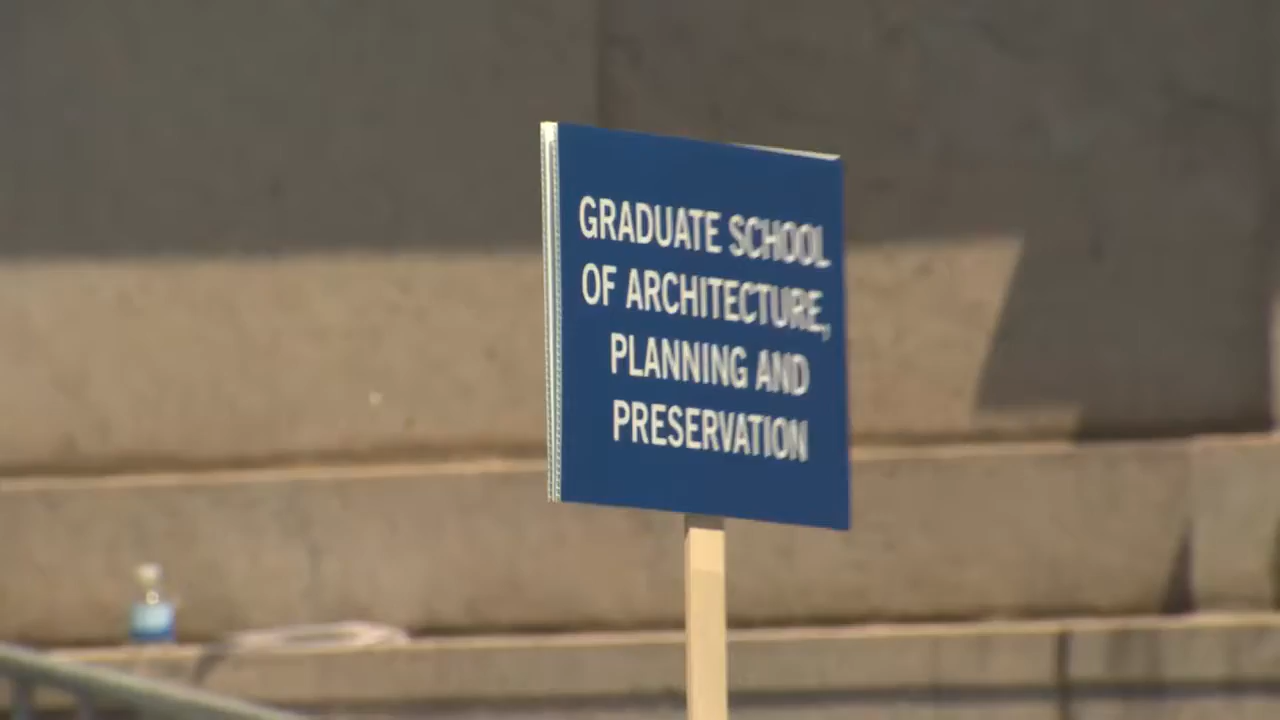 GRADUATE SCHOOL
OF ARCHITECTURE,
PLANNING AND
PRESERVATION